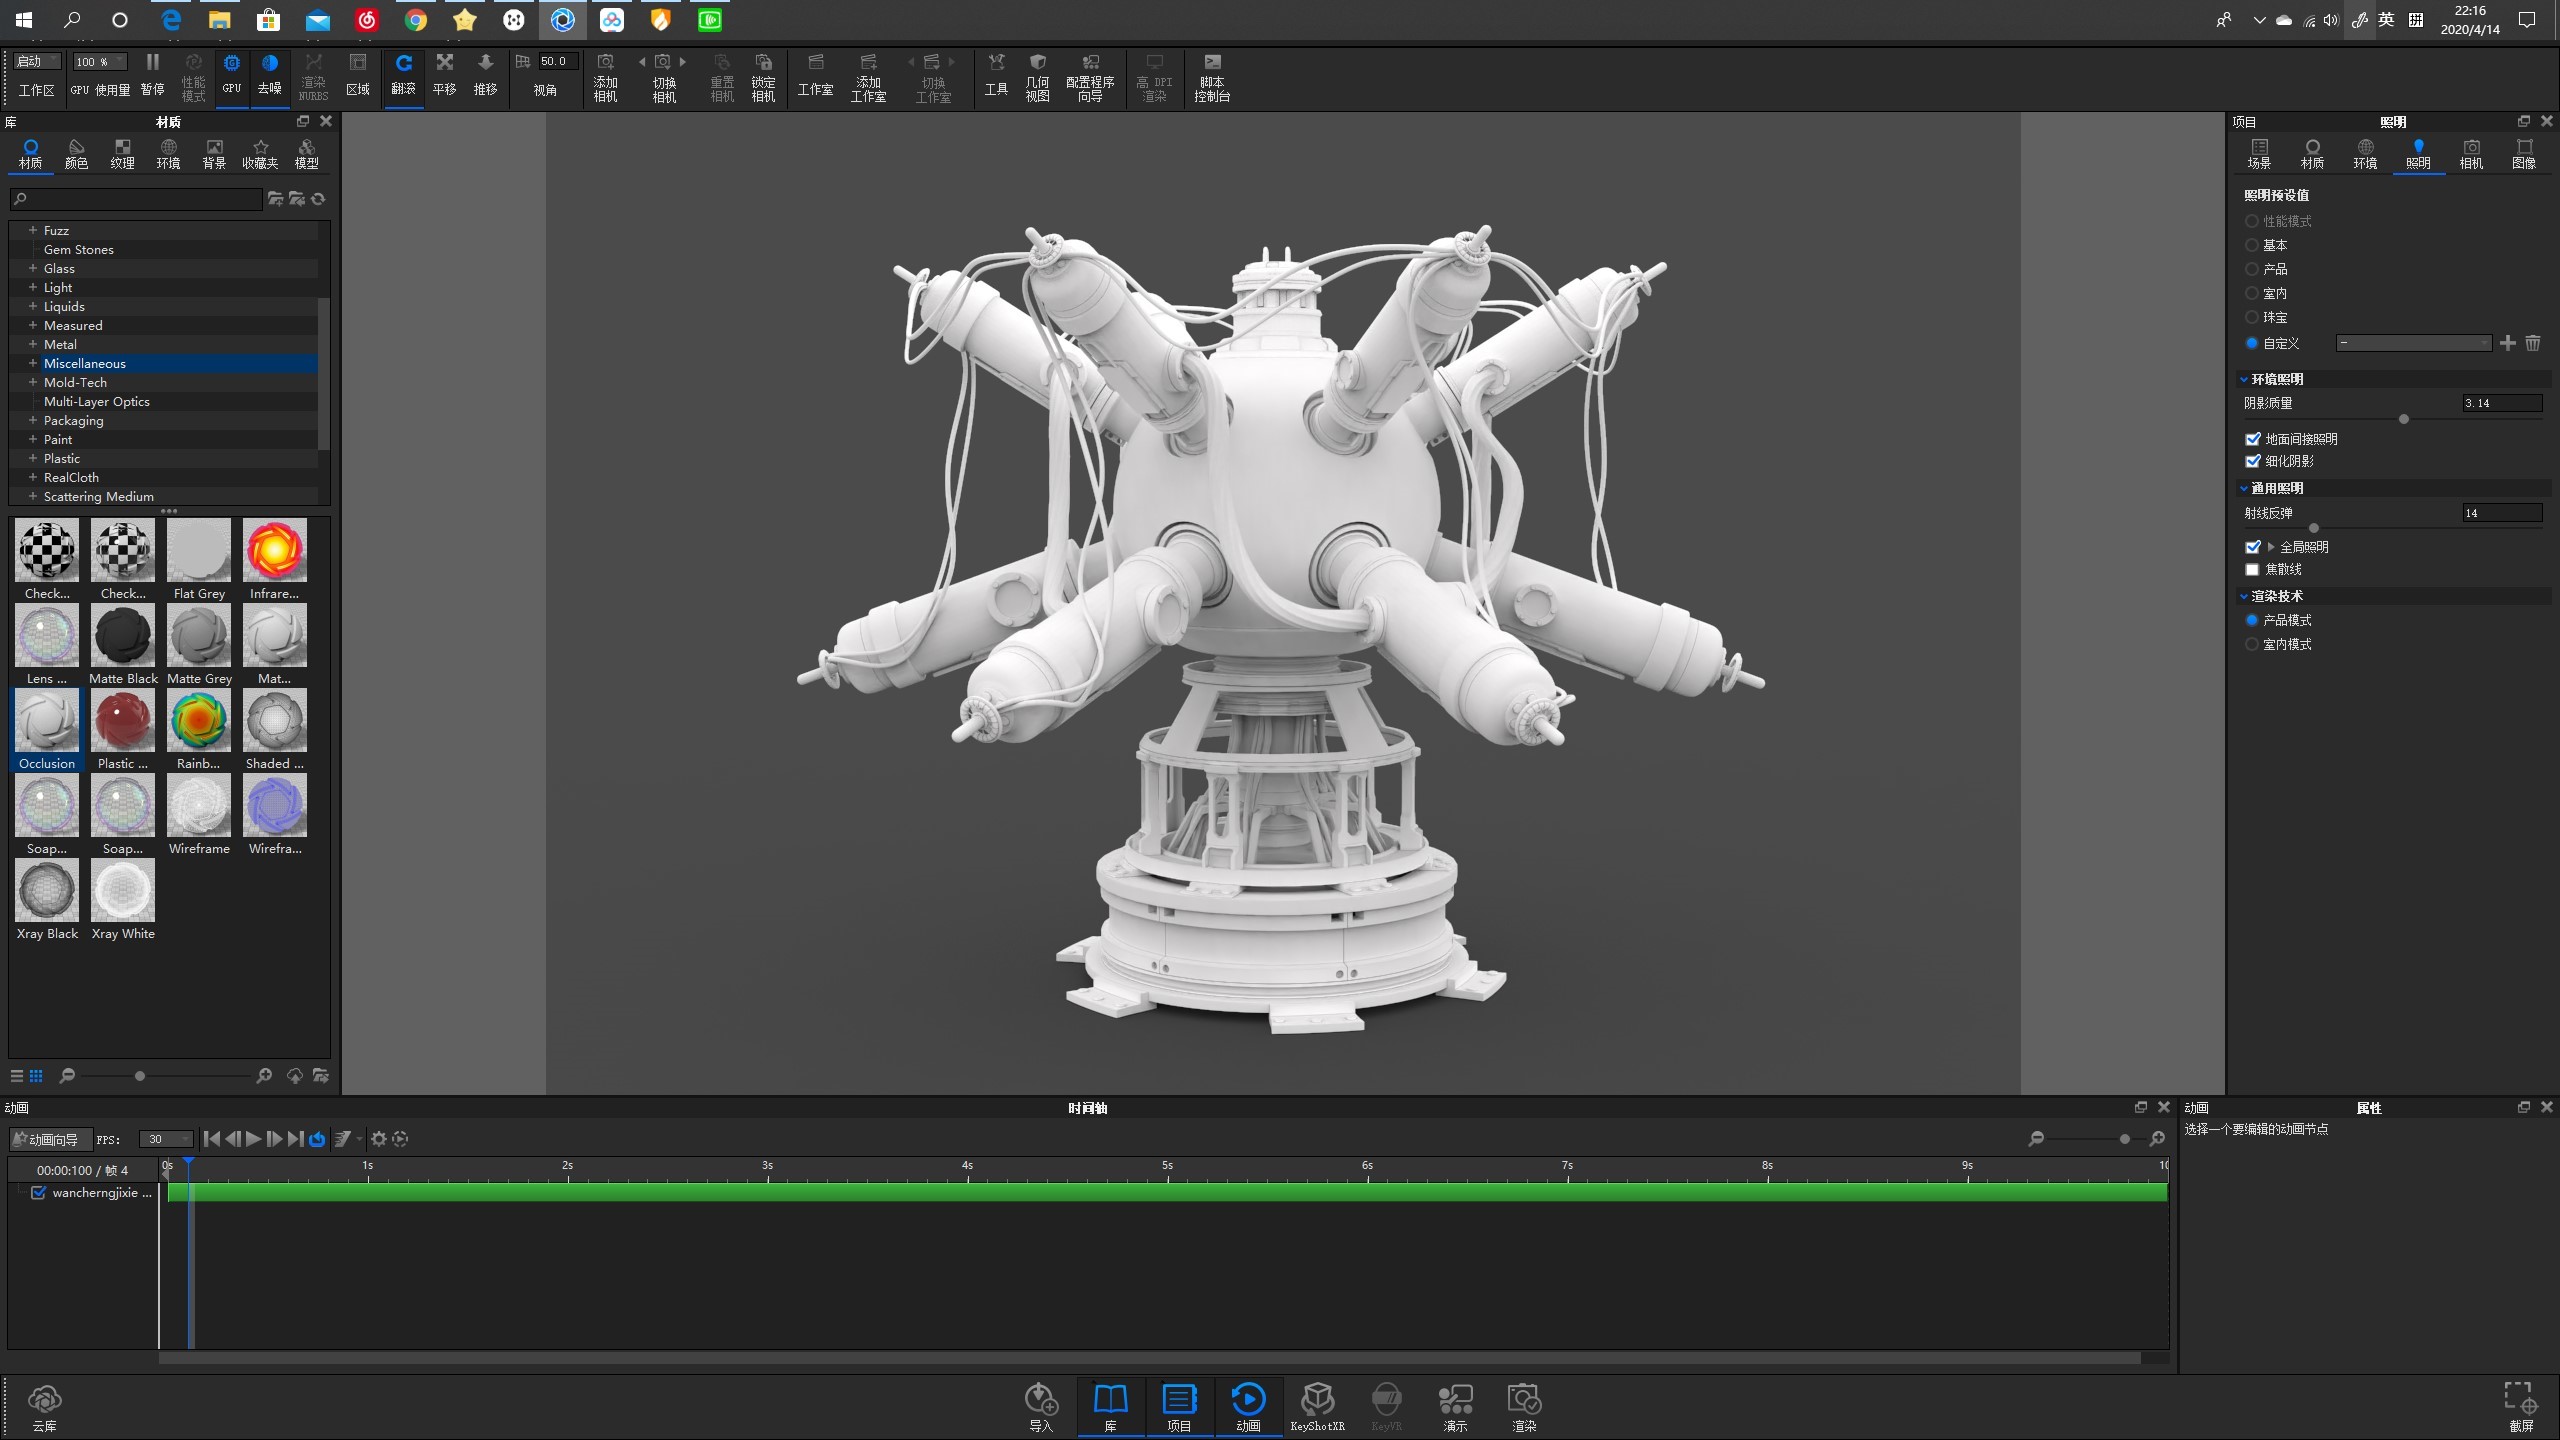 英
拼
22:16
2020/4/14
启动
100 %
50.0
工作区
GPU 使用量
暂停
性能
模式
GPU
去噪
渲染
NURBS
区域
翻滚
平移
推移
视角
添加
相机
切换
相机
重置
相机
锁定
相机
工作室
添加
工作室
切换
工作室
工具
几何
视图
配置程序
向导
高 DPI
渲染
脚本
控制台
库
材质
材质
颜色
纹理
环境
背景
收藏夹
模型
Fuzz
Gem Stones
Glass
Light
Liquids
Measured
Metal
Miscellaneous
Mold-Tech
Multi-Layer Optics
Packaging
Paint
Plastic
RealCloth
Scattering Medium
Check...
Check...
Flat Grey
Infrare...
Lens ...
Matte Black
Matte Grey
Mat...
Occlusion
Plastic ...
Rainb...
Shaded ...
Soap...
Soap...
Wireframe
Wirefra...
Xray Black
Xray White
项目
照明
场景
材质
环境
照明
相机
图像
照明预设值
性能模式
基本
产品
室内
珠宝
自定义
–
环境照明
阴影质量
3.14
地面间接照明
细化阴影
通用照明
射线反弹
14
全局照明
焦散线
渲染技术
产品模式
室内模式
动画
时间轴
动画向导
FPS:
30
00:00:100 / 帧 4
0s
1s
2s
3s
4s
5s
6s
7s
8s
9s
10
wancherngjixie ...
动画
属性
选择一个要编辑的动画节点
云库
导入
库
项目
动画
KeyShotXR
KeyVR
演示
渲染
截屏